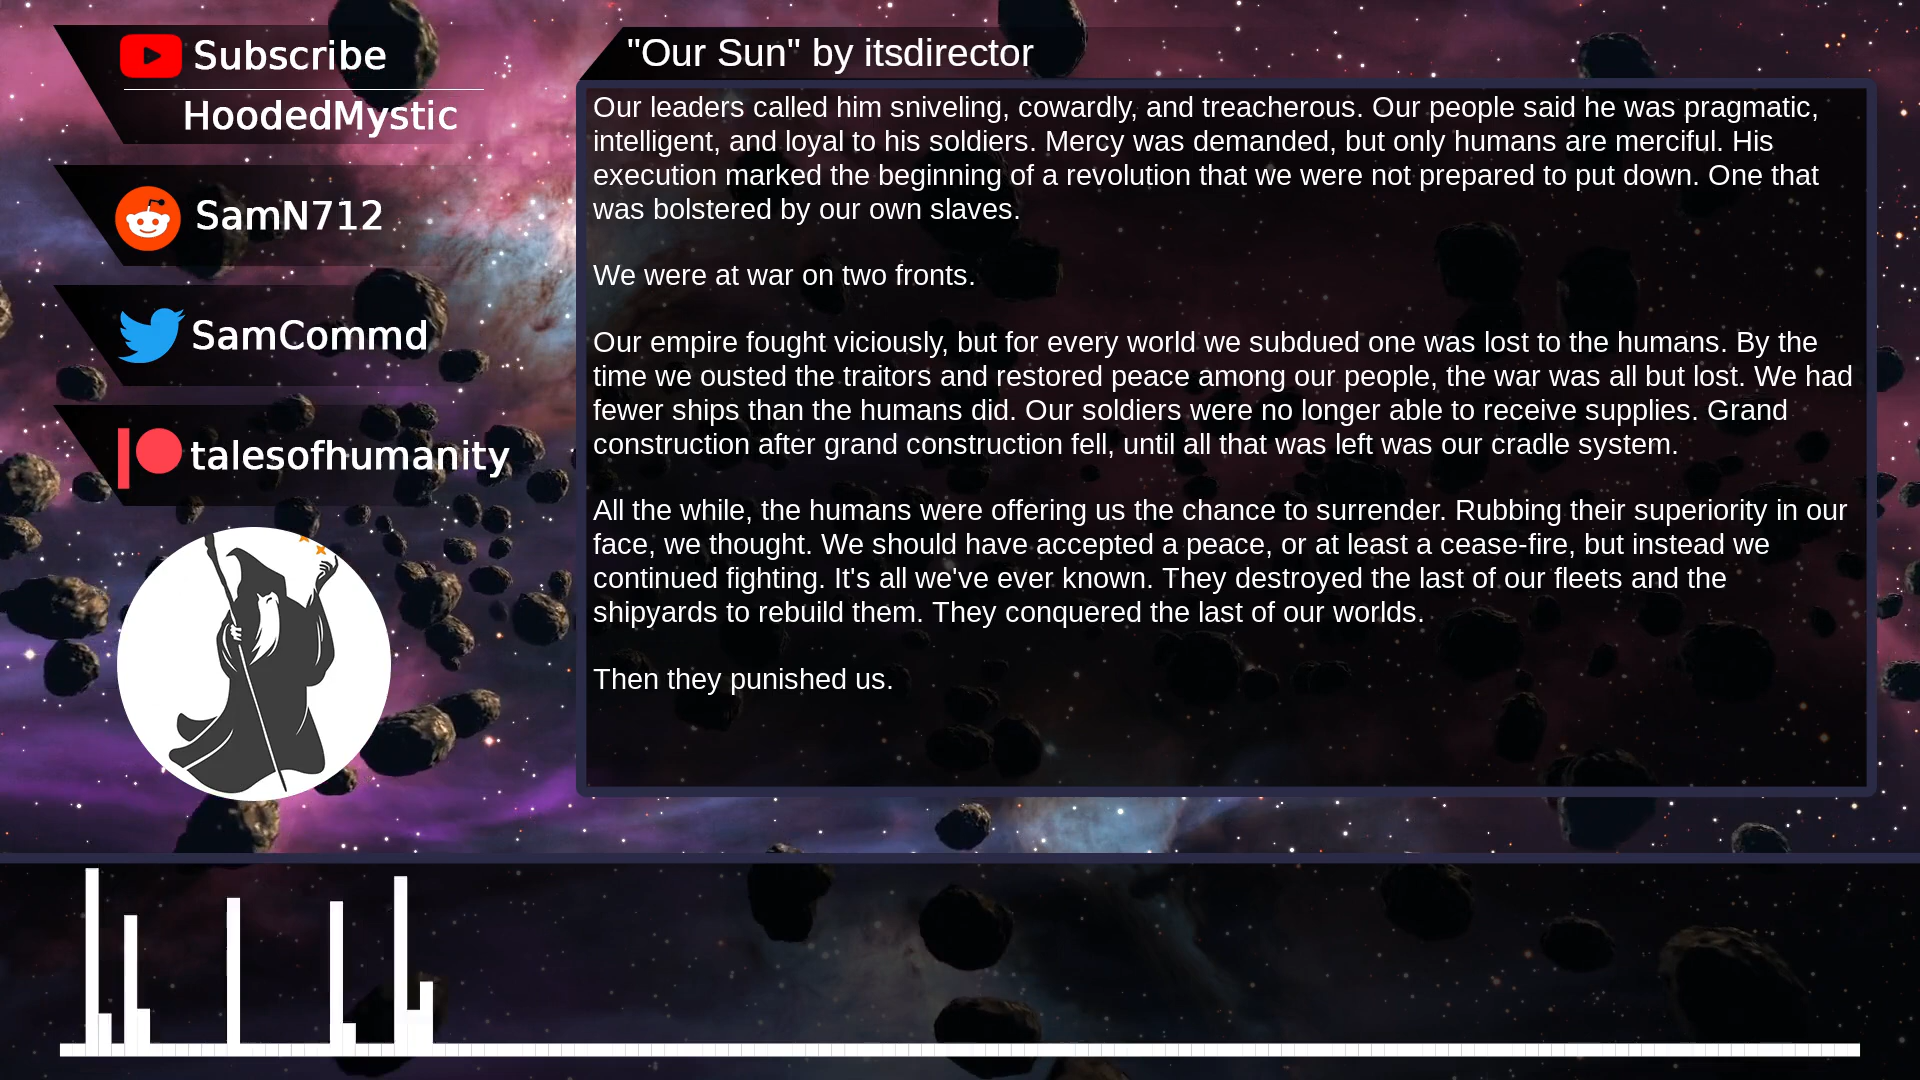 Subscribe
HoodedMystic
SamN712
SamCommd
talesofhumanity
"Our Sun" by itsdirector
Our leaders called him sniveling, cowardly, and treacherous. Our people said he was pragmatic,
intelligent, and loyal to his soldiers. Mercy was demanded, but only humans are merciful. His
execution marked the beginning of a revolution that we were not prepared to put down. One that
was bolstered by our own slaves.
We were at war on two fronts.
Our empire fought viciously, but for every world we subdued one was lost to the humans. By the
time we ousted the traitors and restored peace among our people, the war was all but lost. We had
fewer ships than the humans did. Our soldiers were no longer able to receive supplies. Grand
construction after grand construction fell, until all that was left was our cradle system.
All the while, the humans were offering us the chance to surrender. Rubbing their superiority in our
face, we thought. We should have accepted a peace, or at least a cease-fire, but instead we
continued fighting. It's all we've ever known. They destroyed the last of our fleets and the
shipyards to rebuild them. They conquered the last of our worlds.
Then they punished us.